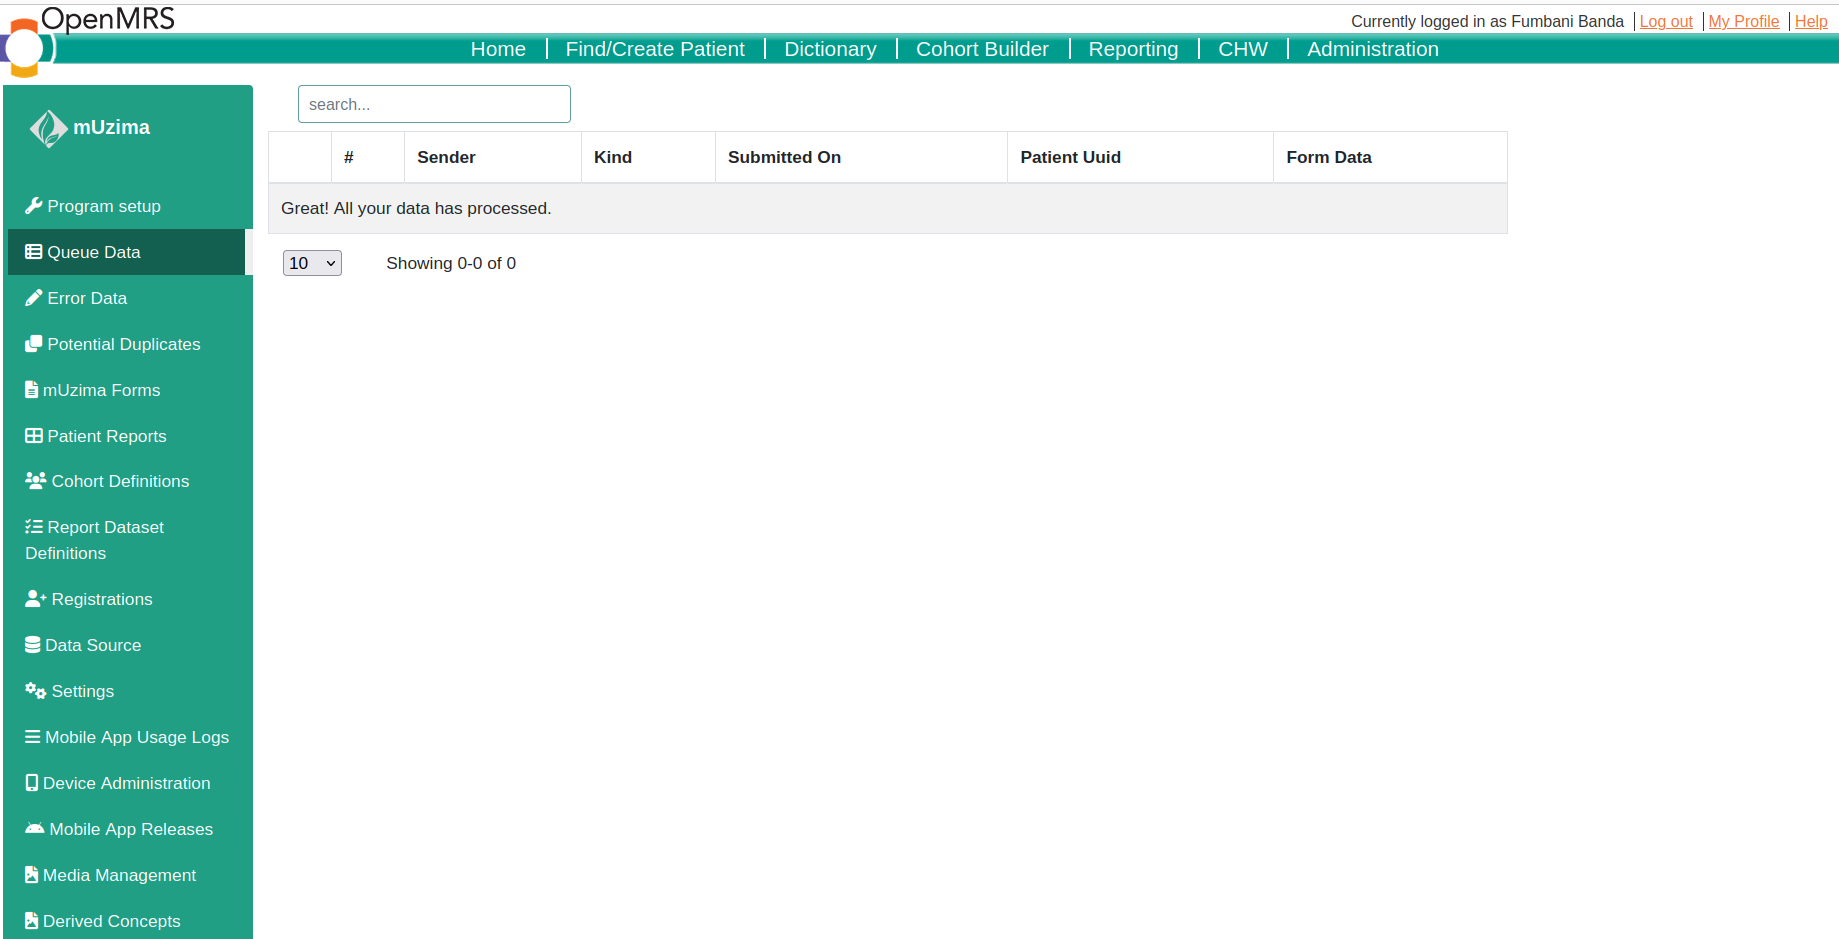 OpenMRS
Currently logged in as Fumbani Banda Log out My Profile Help
Home Find/Create Patient Dictionary Cohort Builder Reporting CHW Administration
mUzima
Program setup
Queue Data
Error Data
Potential Duplicates
mUzima Forms
Patient Reports
Cohort Definitions
Report Dataset
Definitions
Registrations
Data Source
Settings
Mobile App Usage Logs
Device Administration
Mobile App Releases
Media Management
Derived Concepts
search...
# Sender Kind Submitted On Patient Uuid Form Data
Great! All your data has processed.
10 Showing 0-0 of 0